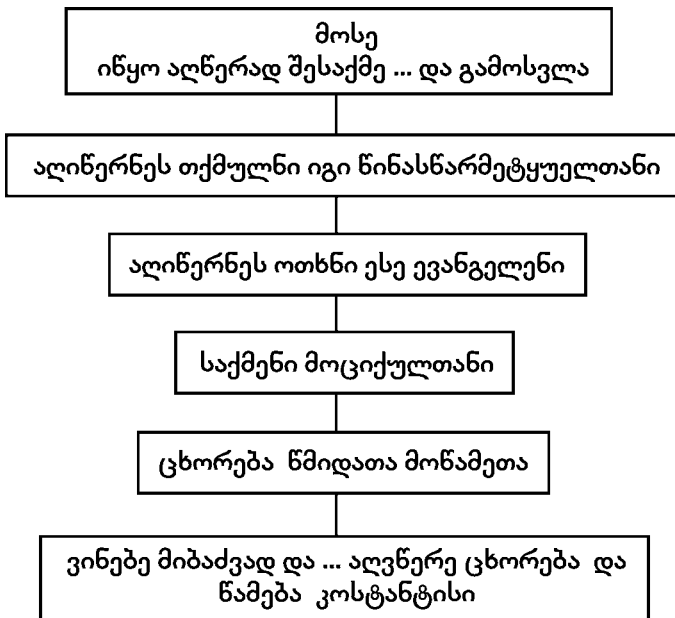 მოსე
იწყო აღწერად შესაქმე ... და გამოსვლა
აღიწერნეს თქმულნი იგი წინასწარმეტყუელთანი
აღიწერნეს ოთხნი ესე ევანგელენი
საქმენი მოციქულთანი
ცხორება წმიდათა მოწამეთა
ვინებე მიბაძვად და ... აღვწერე ცხორება და
წამება კოსტანტისი